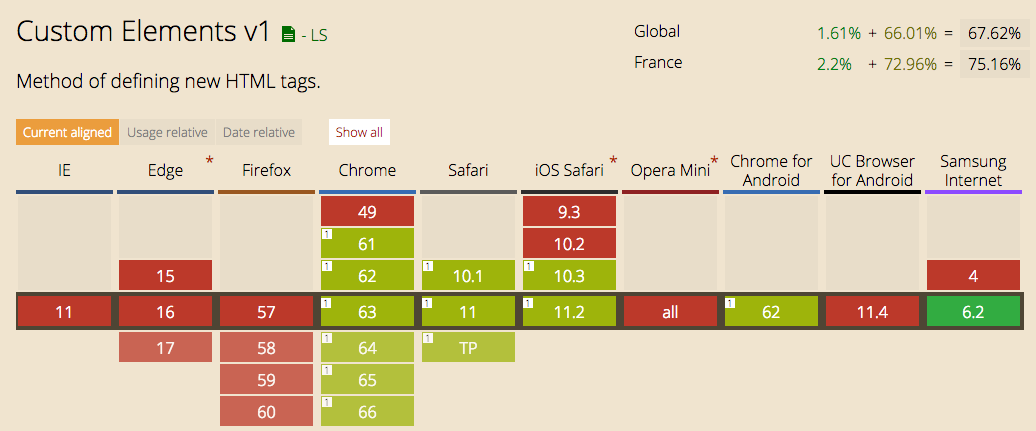 Custom Elements v1 - LS
Global 1.61% + 66.01% = 67.62%
France 2.2% + 72.96% = 75.16%
Method of defining new HTML tags.
Current aligned Usage relative Date relative Show all
IE Edge * Firefox Chrome Safari iOS Safari * Opera Mini * Chrome for Android UC Browser for Android Samsung Internet
49 9.3
1 61 10.2
15 1 62 1 10.1 1 10.3 4
11 16 57 1 63 1 11 1 11.2 all 1 62 11.4 6.2
17 58 1 64 1 TP
59 1 65
60 1 66